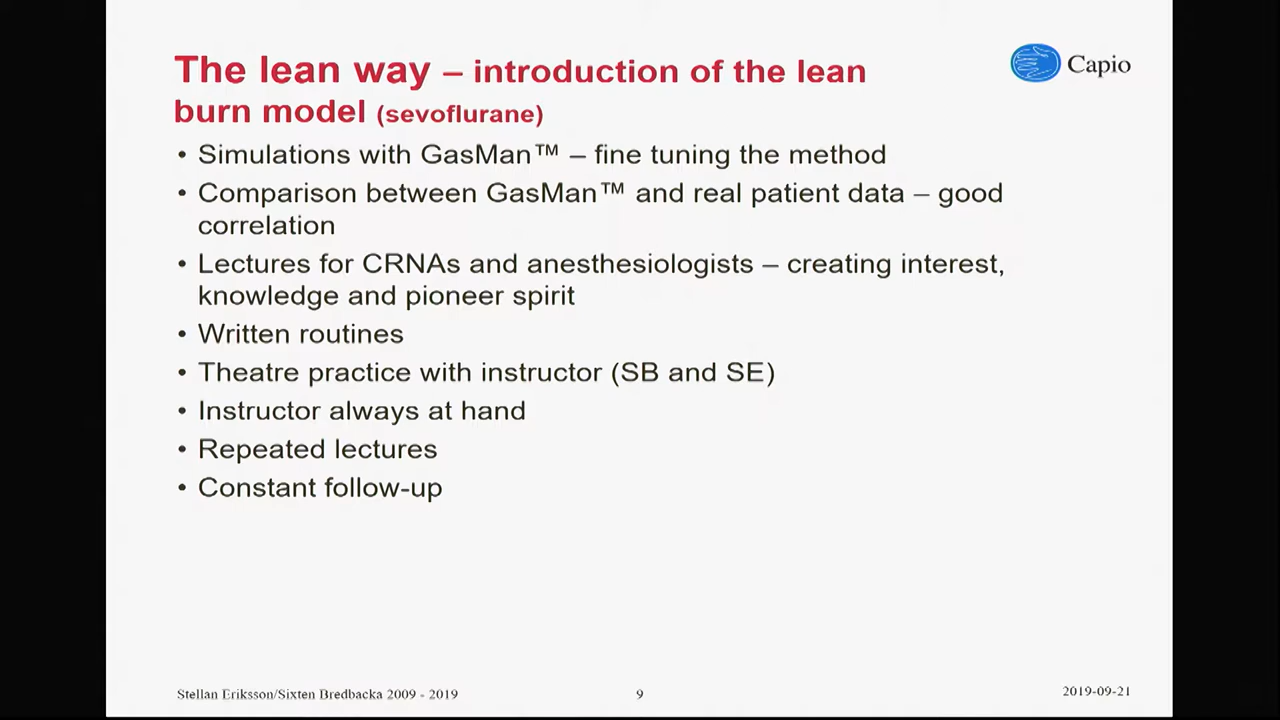 The lean way – introduction of the lean
burn model (sevoflurane)
Capio
• Simulations with GasMan™ – fine tuning the method
• Comparison between GasMan™ and real patient data – good
correlation
• Lectures for CRNAs and anesthesiologists – creating interest,
knowledge and pioneer spirit
• Written routines
• Theatre practice with instructor (SB and SE)
• Instructor always at hand
• Repeated lectures
• Constant follow-up
Stellan Eriksson/Sixten Bredbacka 2009 - 2019
9
2019-09-21